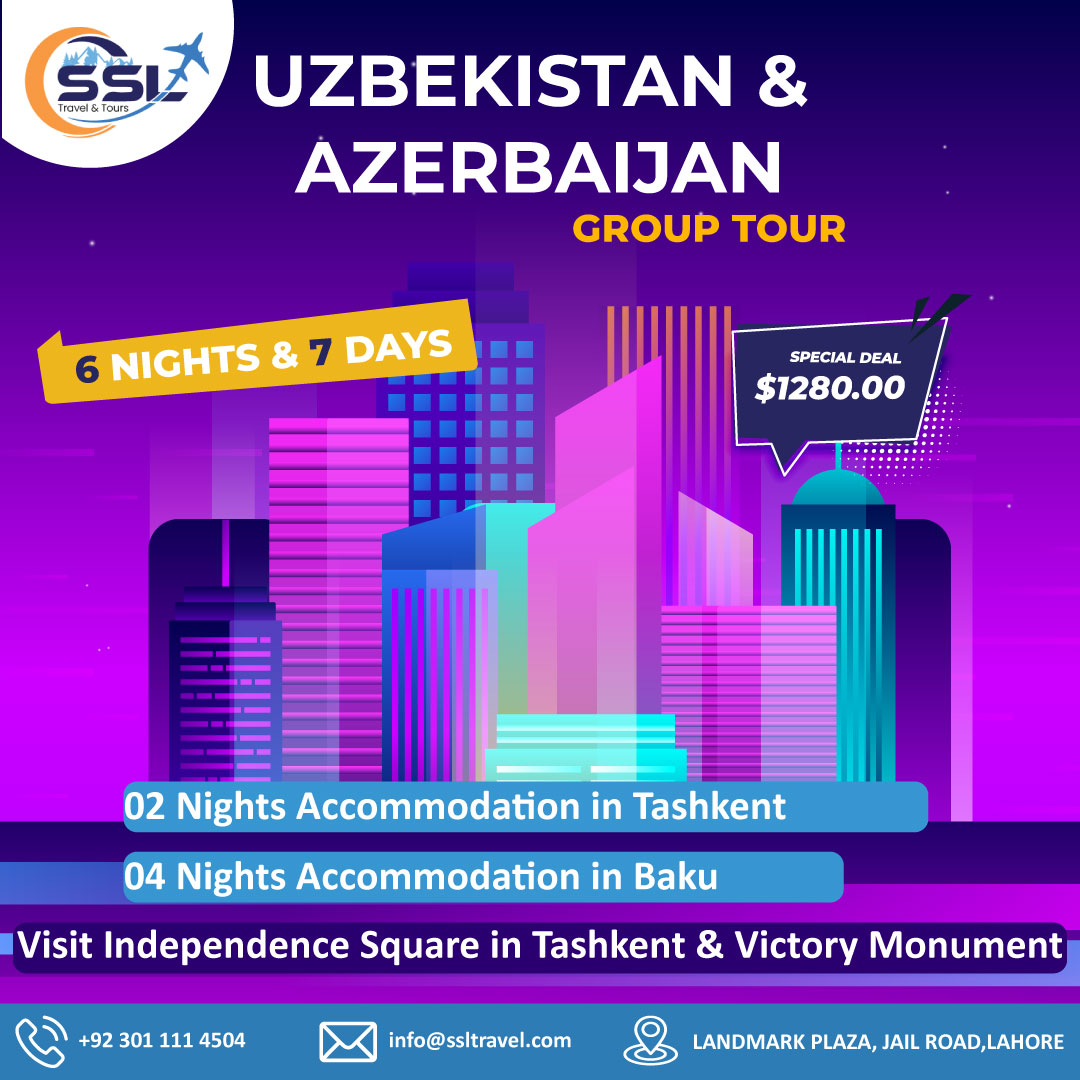 SSL
Travel & Tours
UZBEKISTAN &
AZERBAIJAN
GROUP TOUR
6 NIGHTS & 7 DAYS
SPECIAL DEAL
$1280.00
02 Nights Accommodation in Tashkent
04 Nights Accommodation in Baku
Visit Independence Square in Tashkent & Victory Monument
+92 301 111 4504
info@ssltravel.com
LANDMARK PLAZA, JAIL ROAD,LAHORE